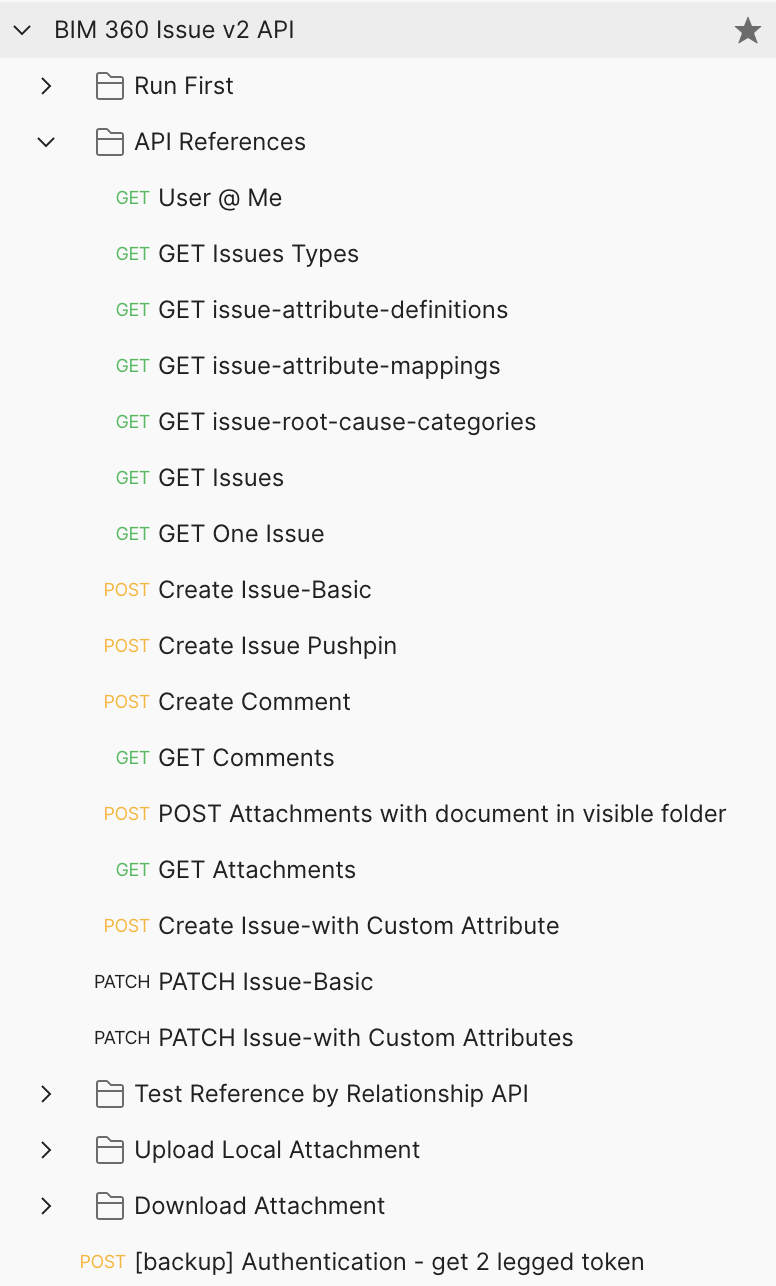 BIM 360 Issue v2 API
Run First
API References
GET User @ Me
GET GET Issues Types
GET GET issue-attribute-definitions
GET GET issue-attribute-mappings
GET GET issue-root-cause-categories
GET GET Issues
GET GET One Issue
POST Create Issue-Basic
POST Create Issue Pushpin
POST Create Comment
GET GET Comments
POST POST Attachments with document in visible folder
GET GET Attachments
POST Create Issue-with Custom Attribute
PATCH PATCH Issue-Basic
PATCH PATCH Issue-with Custom Attributes
Test Reference by Relationship API
Upload Local Attachment
Download Attachment
POST [backup] Authentication - get 2 legged token